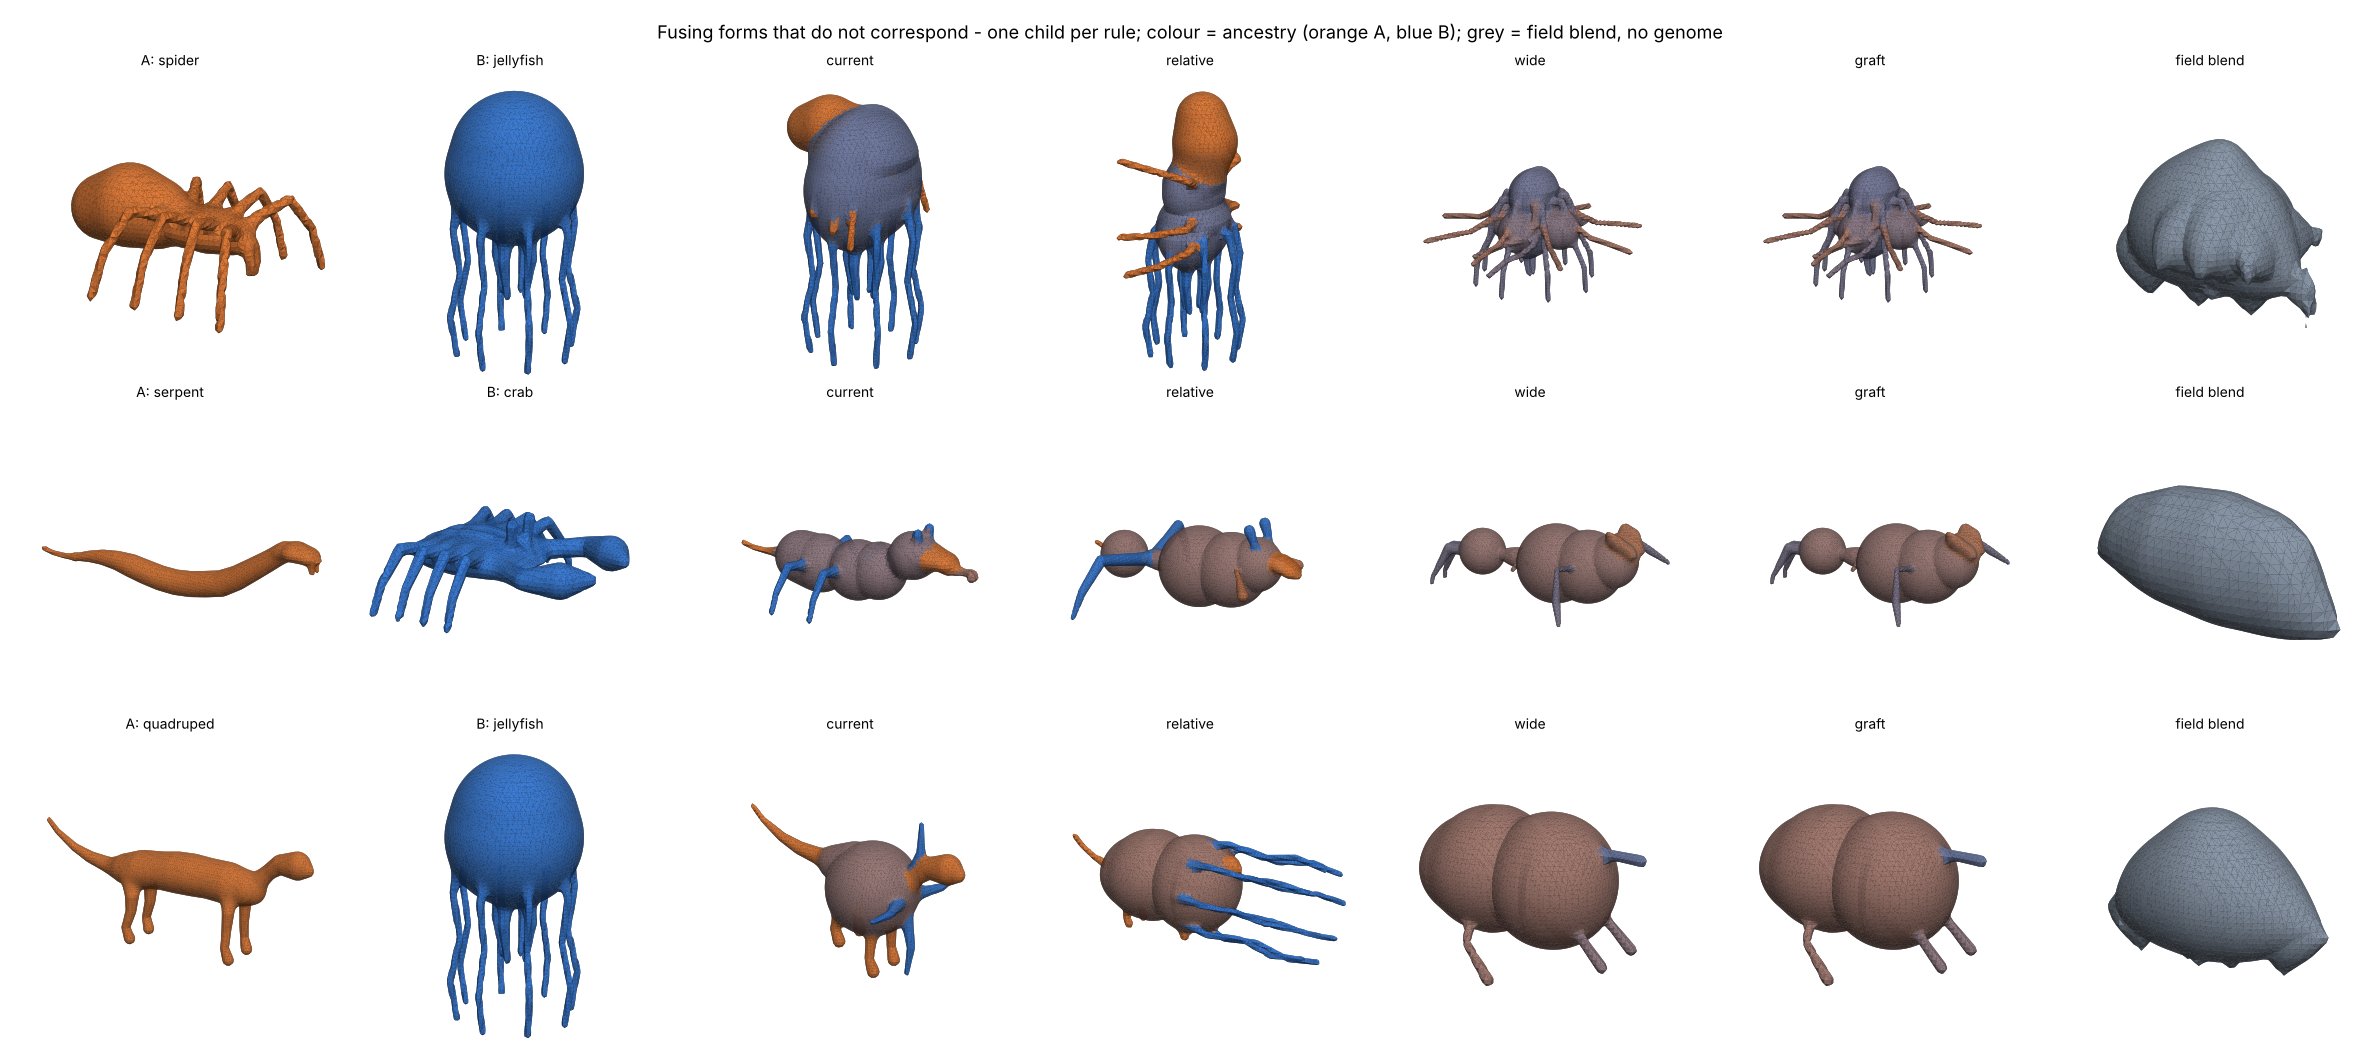 Fusing forms that do not correspond - one child per rule; colour = ancestry (orange A, blue B); grey = field blend, no genome
A: spider
B: jellyfish
current
relative
wide
graft
field blend
A: serpent
B: crab
current
relative
wide
graft
field blend
A: quadruped
B: jellyfish
current
relative
wide
graft
field blend